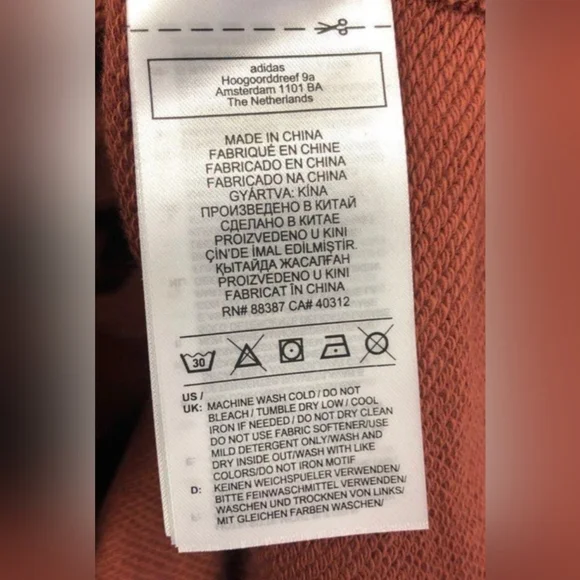 adidas
Hoogoorddreef 9a
Amsterdam 1101 BA
The Netherlands
MADE IN CHINA
FABRIQUÉ EN CHINE
FABRICADO EN CHINA
FABRICADO NA CHINA
GYÁRTVA: KÍNA
ПРОИЗВЕДЕНО В КИТАЙ
СДЕЛАНО В КИТАЕ
PROIZVEDENO U KINI
ÇİN'DE İMAL EDİLMİŞTİR.
ҚЫТАЙДА ЖАСАЛҒАН
PROIZVEDENO U KINI
FABRICAT ÎN CHINA
RN# 88387 CA# 40312
30
US /
UK: MACHINE WASH COLD / DO NOT
BLEACH / TUMBLE DRY LOW / COOL
IRON IF NEEDED / DO NOT DRY CLEAN
DO NOT USE FABRIC SOFTENER/USE
MILD DETERGENT ONLY/WASH AND
DRY INSIDE OUT/WASH WITH LIKE
COLORS/DO NOT IRON MOTIF
D: KEINEN WEICHSPUELER VERWENDEN/
BITTE FEINWASCHMITTEL VERWENDEN/
WASCHEN UND TROCKNEN VON LINKS/
MIT GLEICHEN FARBEN WASCHEN/